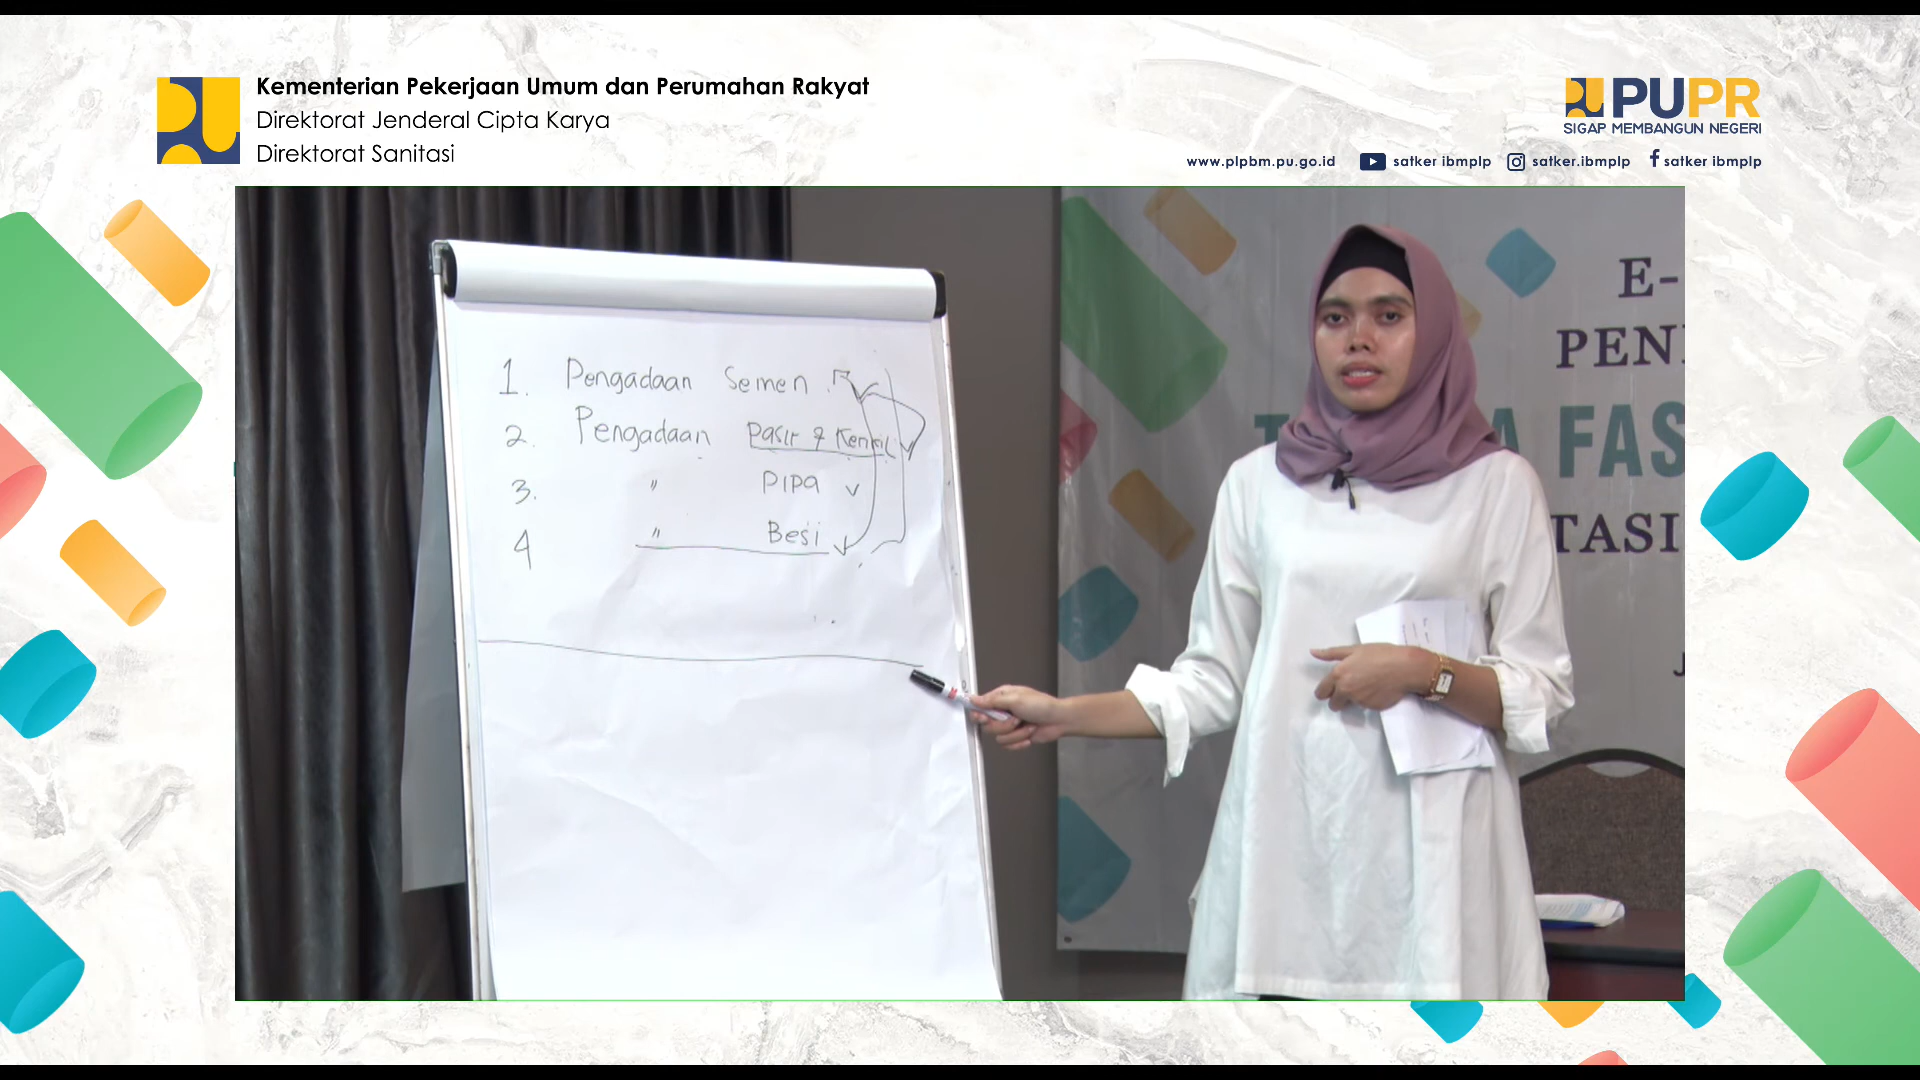 Kementerian Pekerjaan Umum dan Perumahan Rakyat
Direktorat Jenderal Cipta Karya
Direktorat Sanitasi
PUPR
SIGAP MEMBANGUN NEGERI
www.plpbm.pu.go.id satker ibmplp satker.ibmplp satker ibmplp
1. Pengadaan Semen
2. Pengadaan Pasir & Kerikil
3. " Pipa v
4 " Besi
E-
PEN
A FAS
TASI